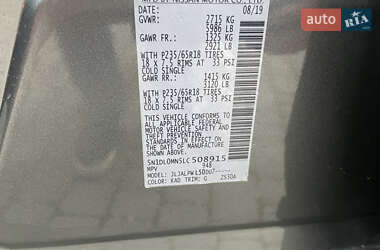 MFD BY NISSAN MOTOR CO., LTD.
DATE: 08/19
GVWR: 2715 KG
5986 LB
GAWR FR.: 1325 KG
2921 LB
WITH P235/65R18 TIRES
18 x 7.5 RIMS AT 33 PSI
COLD SINGLE
GAWR RR.: 1415 KG
3120 LB
WITH P235/65R18 TIRES
18 x 7.5 RIMS AT 33 PSI
COLD SINGLE
THIS VEHICLE CONFORMS TO ALL
APPLICABLE U.S. FEDERAL
MOTOR VEHICLE SAFETY AND
THEFT PREVENTION
STANDARDS IN EFFECT ON THE
DATE OF MANUFACTURE SHOWN
ABOVE.
5N1DL0MN5LC508915
MPV 948
MODEL:
COLOR: KAD TRIM: G
AUTO.RIA